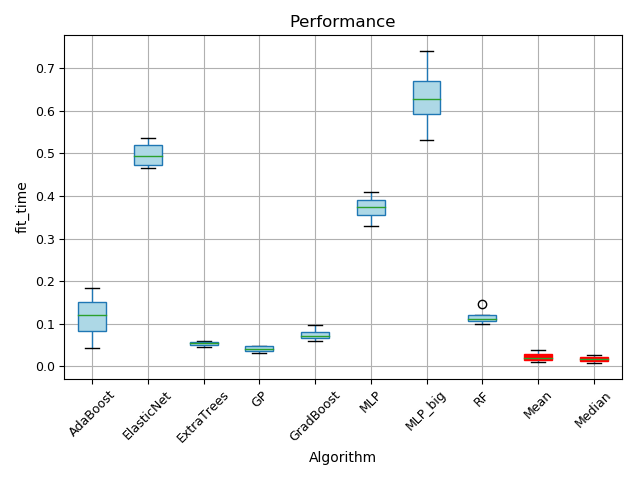 Performance
fit_time
0.7
0.6
0.5
0.4
0.3
0.2
0.1
0.0
AdaBoost
ElasticNet
ExtraTrees
GP
GradBoost
MLP
MLP_big
RF
Mean
Median
Algorithm